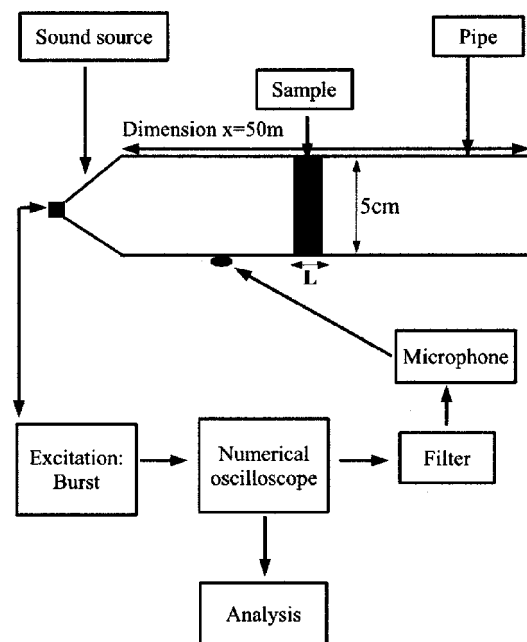 Sound source
Pipe
Sample
Dimension x=50m
5cm
L
Microphone
Excitation:
Burst
Numerical
oscilloscope
Filter
Analysis